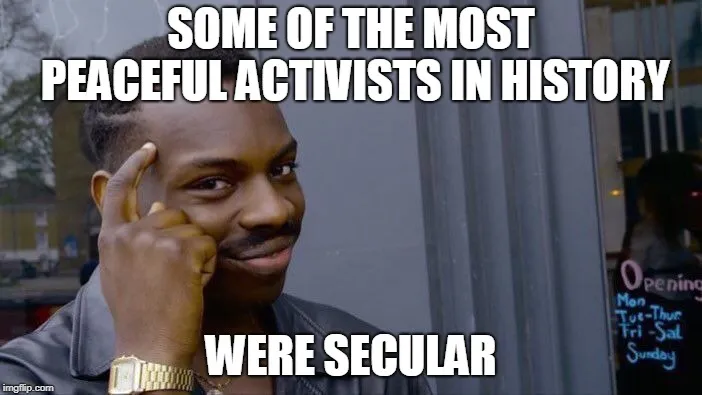 SOME OF THE MOST
PEACEFUL ACTIVISTS IN HISTORY
Opening
Mon
Tue-Thur
Fri-Sat
Sunday
WERE SECULAR
imgflip.com